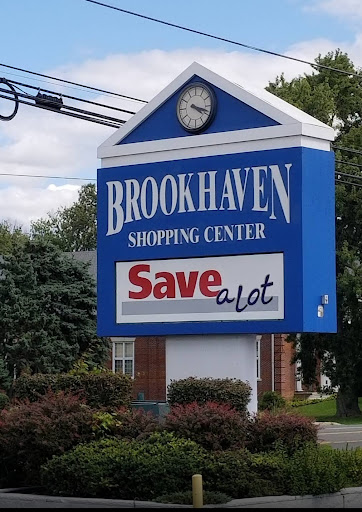 BROOKHAVEN
SHOPPING CENTER
Save
a Lot